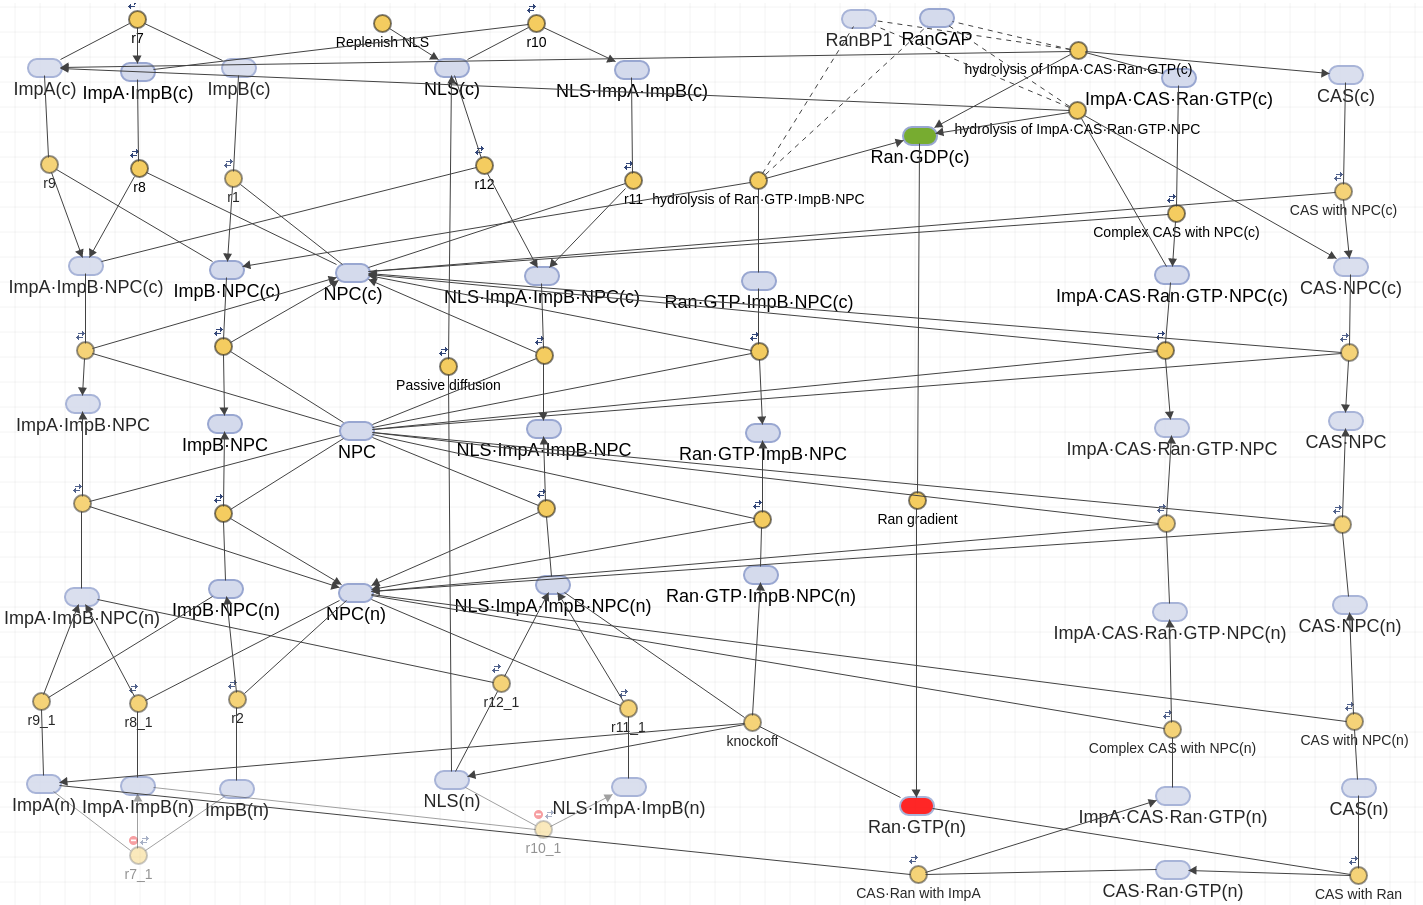 r7
Replenish NLS
r10
RanBP1
RanGAP
hydrolysis of ImpA·CAS·Ran·GTP(c)
ImpA(c)
ImpA·ImpB(c)
ImpB(c)
NLS(c)
NLS·ImpA·ImpB(c)
ImpA·CAS·Ran·GTP(c)
CAS(c)
hydrolysis of ImpA·CAS·Ran·GTP·NPC
Ran·GDP(c)
r9
r8
r1
r12
r11
hydrolysis of Ran·GTP·ImpB·NPC
CAS with NPC(c)
Complex CAS with NPC(c)
ImpA·ImpB·NPC(c)
ImpB·NPC(c)
NPC(c)
NLS·ImpA·ImpB·NPC(c)
Ran·GTP·ImpB·NPC(c)
ImpA·CAS·Ran·GTP·NPC(c)
CAS·NPC(c)
Passive diffusion
ImpA·ImpB·NPC
ImpB·NPC
NPC
NLS·ImpA·ImpB·NPC
Ran·GTP·ImpB·NPC
ImpA·CAS·Ran·GTP·NPC
CAS·NPC
Ran gradient
ImpA·ImpB·NPC(n)
ImpB·NPC(n)
NPC(n)
NLS·ImpA·ImpB·NPC(n)
Ran·GTP·ImpB·NPC(n)
ImpA·CAS·Ran·GTP·NPC(n)
CAS·NPC(n)
r9_1
r8_1
r2
r12_1
r11_1
knockoff
Complex CAS with NPC(n)
CAS with NPC(n)
ImpA(n)
ImpA·ImpB(n)
ImpB(n)
NLS(n)
NLS·ImpA·ImpB(n)
Ran·GTP(n)
ImpA·CAS·Ran·GTP(n)
CAS(n)
r7_1
r10_1
CAS·Ran with ImpA
CAS·Ran·GTP(n)
CAS with Ran